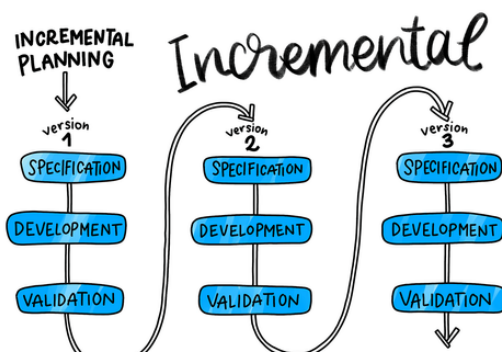 INCREMENTAL
PLANNING
Incremental
version
1
SPECIFICATION
DEVELOPMENT
VALIDATION
version
2
SPECIFICATION
DEVELOPMENT
VALIDATION
version
3
SPECIFICATION
DEVELOPMENT
VALIDATION